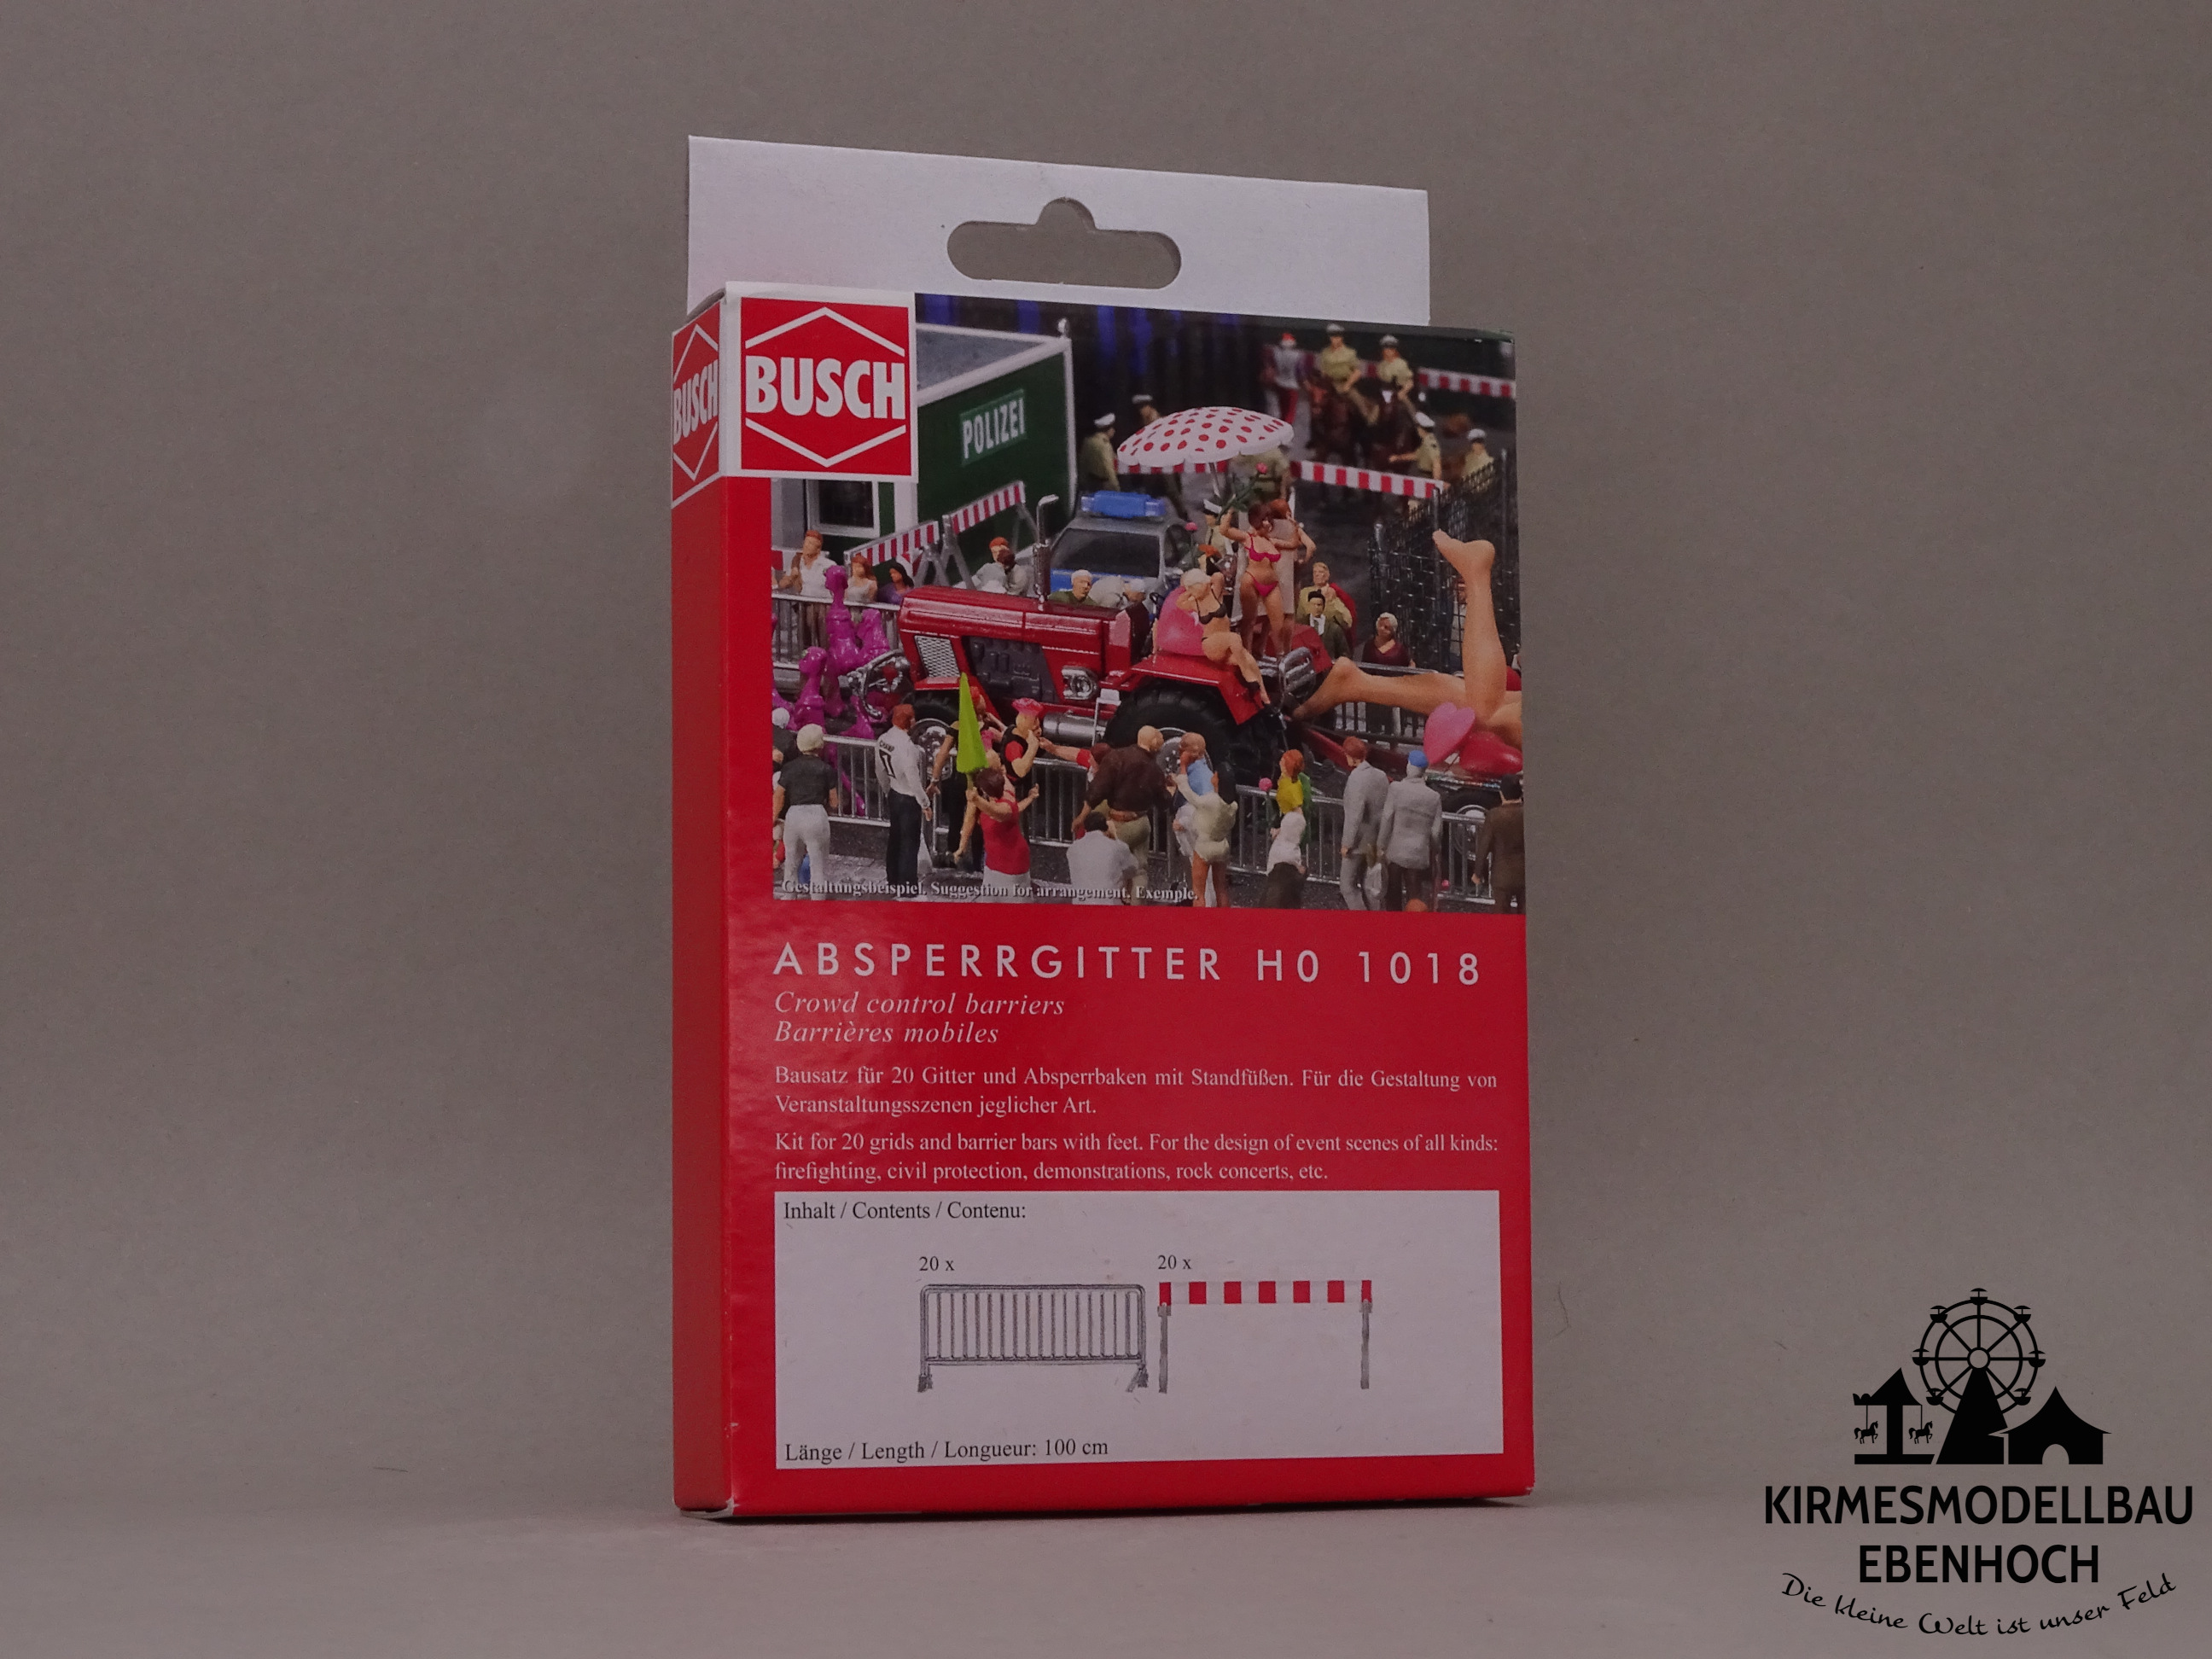 BUSCH
BUSCH
POLIZEI
Gestaltungsbeispiel. Suggestion for arrangement. Exemple.
ABSPERRGITTER H0 1018
Crowd control barriers
Barrières mobiles
Bausatz für 20 Gitter und Absperrbaken mit Standfüßen. Für die Gestaltung von
Veranstaltungsszenen jeglicher Art.
Kit for 20 grids and barrier bars with feet. For the design of event scenes of all kinds:
firefighting, civil protection, demonstrations, rock concerts, etc.
Inhalt / Contents / Contenu:
20 x
20 x
Länge / Length / Longueur: 100 cm
KIRMESMODELLBAU
EBENHOCH
Die kleine Welt ist unser Feld